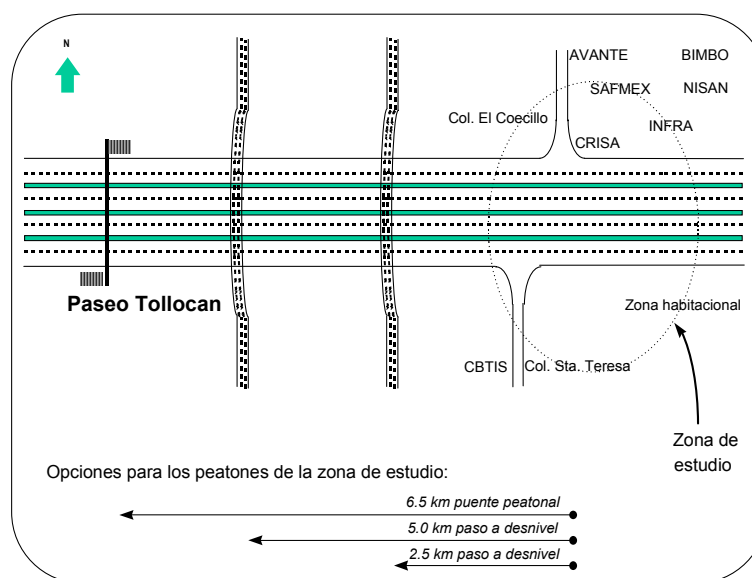 N
AVANTE
BIMBO
SAFMEX
NISAN
Col. El Coecillo
INFRA
CRISA
Paseo Tollocan
Zona habitacional
CBTIS
Col. Sta. Teresa
Zona de
estudio
Opciones para los peatones de la zona de estudio:
6.5 km puente peatonal
5.0 km paso a desnivel
2.5 km paso a desnivel